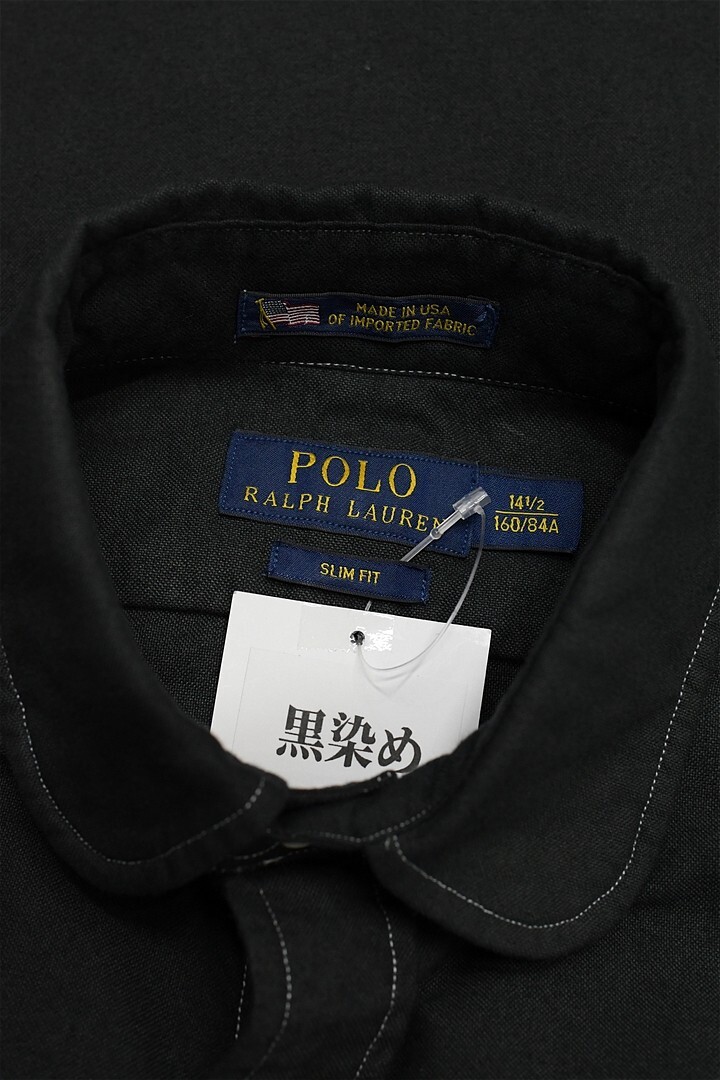 MADE IN USA
OF IMPORTED FABRIC
POLO
RALPH LAUREN
14 1/2
160/84A
SLIM FIT
黒染め